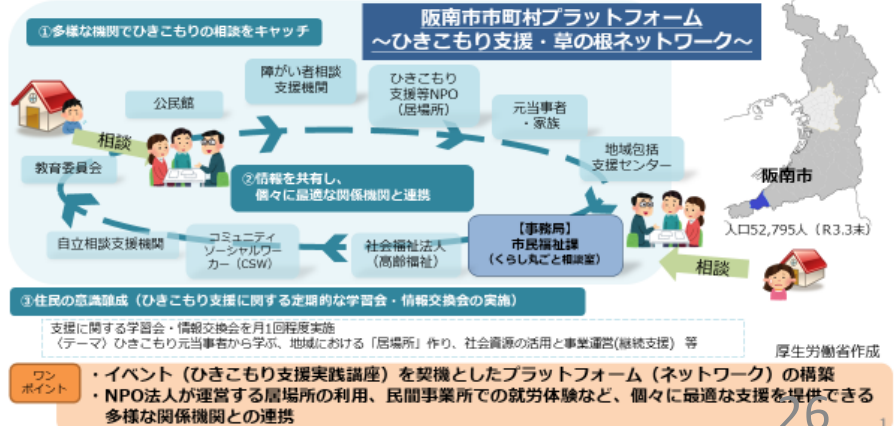 阪南市市町村プラットフォーム
～ひきこもり支援・草の根ネットワーク～
①多様な機関でひきこもりの相談をキャッチ
障がい者相談
支援機関
ひきこもり
支援等NPO
（居場所）
公民館
元当事者
・家族
相談
地域包括
支援センター
教育委員会
②情報を共有し、
個々に最適な関係機関と連携
阪南市
人口52,795人（R3.3末）
自立相談支援機関
コミュニティ
ソーシャルワー
カー（CSW）
社会福祉法人
（高齢福祉）
【事務局】
市民福祉課
（くらし丸ごと相談室）
相談
③住民の意識醸成（ひきこもり支援に関する定期的な学習会・情報交換会の実施）
支援に関する学習会・情報交換会を月1回程度実施
〈テーマ〉ひきこもり元当事者から学ぶ、地域における「居場所」作り、社会資源の活用と事業運営(継続支援) 等
厚生労働省作成
ワン
ポイント
・イベント（ひきこもり支援実践講座）を契機としたプラットフォーム（ネットワーク）の構築
・NPO法人が運営する居場所の利用、民間事業所での就労体験など、個々に最適な支援を提供できる
多様な関係機関との連携
26
1